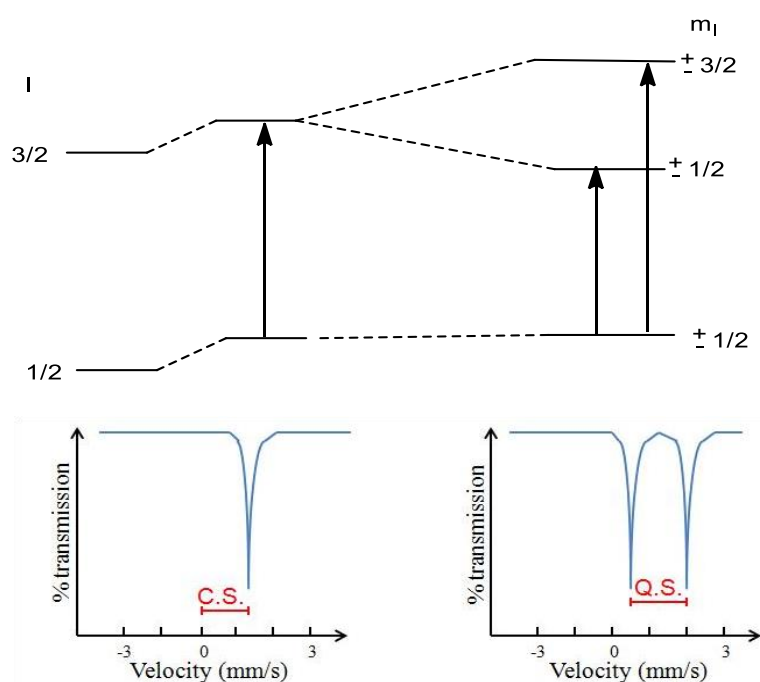 m_I
± 3/2
I
3/2
± 1/2
± 1/2
1/2
% transmission
C.S.
-3 0 3
Velocity (mm/s)
% transmission
Q.S.
-3 0 3
Velocity (mm/s)